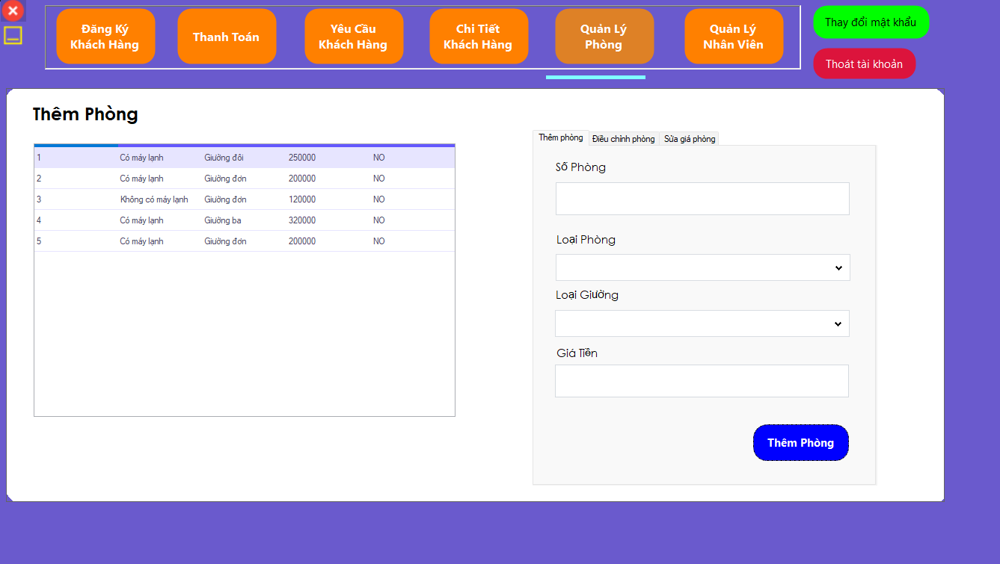 Đăng Ký
Khách Hàng
Thanh Toán
Yêu Cầu
Khách Hàng
Chi Tiết
Khách Hàng
Quản Lý
Phòng
Quản Lý
Nhân Viên
Thay đổi mật khẩu
Thoát tài khoản
Thêm Phòng
1 Có máy lạnh Giường đôi 250000 NO
2 Có máy lạnh Giường đơn 200000 NO
3 Không có máy lạnh Giường đơn 120000 NO
4 Có máy lạnh Giường ba 320000 NO
5 Có máy lạnh Giường đơn 200000 NO
Thêm phòng Điều chỉnh phòng Sửa giá phòng
Số Phòng
Loại Phòng
Loại Giường
Giá Tiền
Thêm Phòng